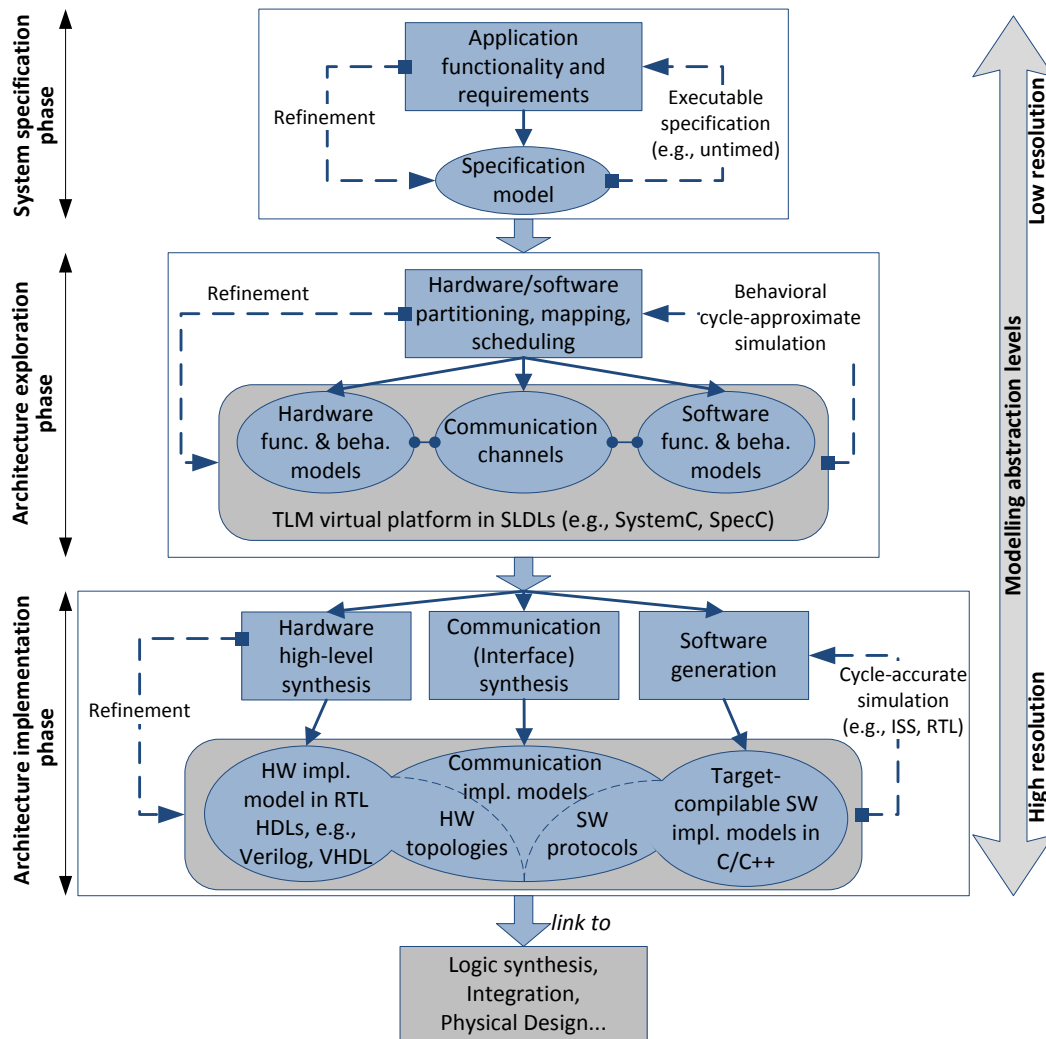 System specification
phase
Application
functionality and
requirements
Refinement
Executable
specification
(e.g., untimed)
Specification
model
Low resolution
Architecture exploration
phase
Refinement
Hardware/software
partitioning, mapping,
scheduling
Behavioral
cycle-approximate
simulation
Hardware
func. & beha.
models
Communication
channels
Software
func. & beha.
models
TLM virtual platform in SLDLs (e.g., SystemC, SpecC)
Modelling abstraction levels
Architecture implementation
phase
Hardware
high-level
synthesis
Communication
(Interface)
synthesis
Software
generation
Refinement
Cycle-accurate
simulation
(e.g., ISS, RTL)
HW impl.
model in RTL
HDLs, e.g.,
Verilog, VHDL
Communication
impl. models
HW
topologies
SW
protocols
Target-
compilable SW
impl. models in
C/C++
High resolution
link to
Logic synthesis,
Integration,
Physical Design...